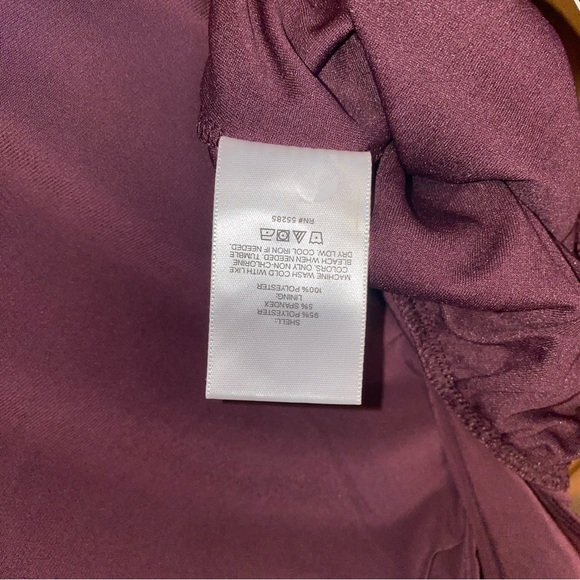 SHELL:
95% POLYESTER
5% SPANDEX
LINING:
100% POLYESTER
MACHINE WASH COLD WITH LIKE
COLORS, ONLY NON-CHLORINE
BLEACH WHEN NEEDED. TUMBLE
DRY LOW, COOL IRON IF NEEDED.
RN# 55285